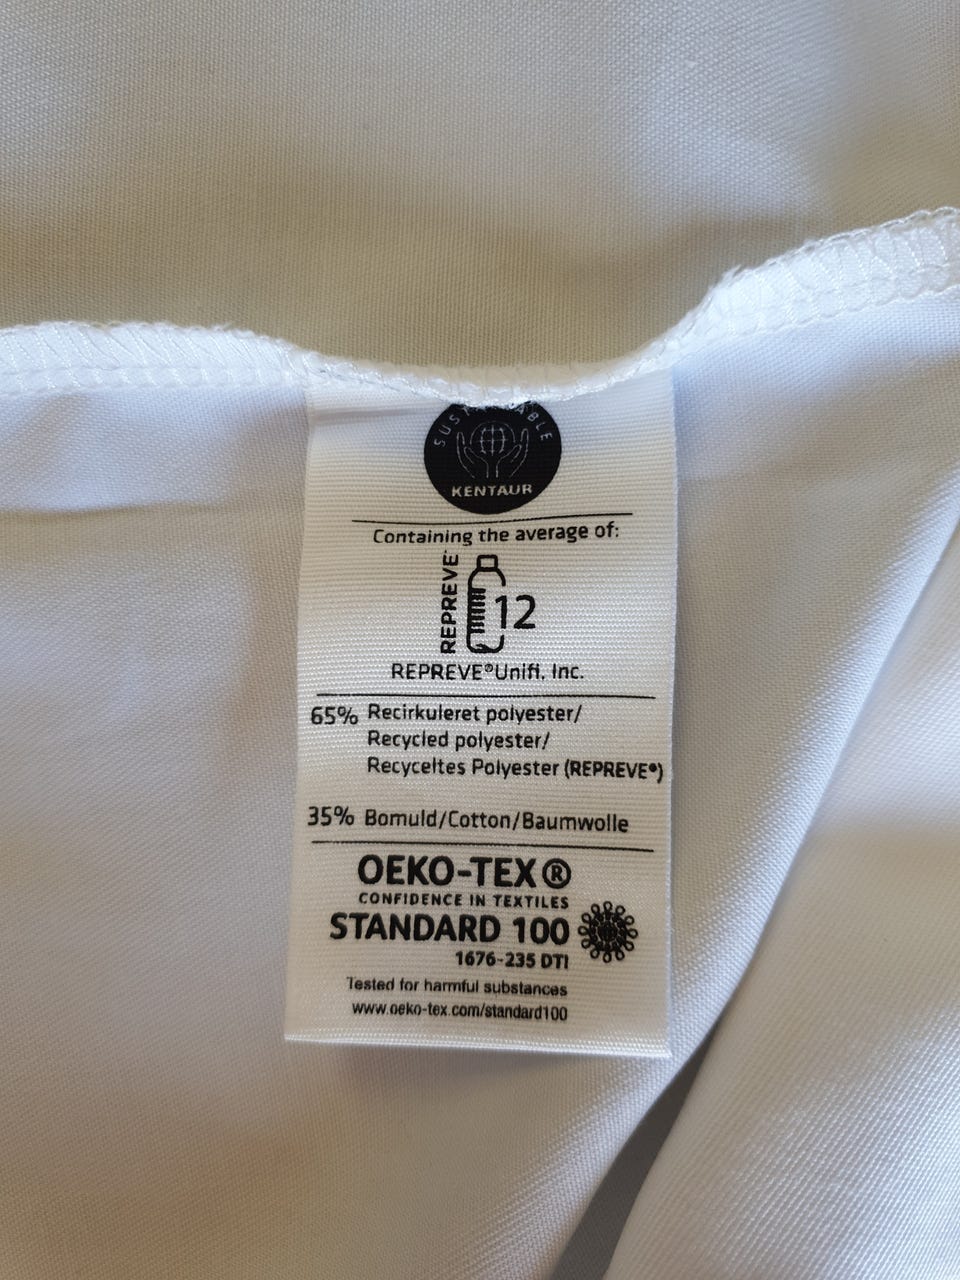 SUSTAINABLE
KENTAUR
Containing the average of:
REPREVE
12
REPREVE®Unifi, Inc.
65% Recirkuleret polyester/
Recycled polyester/
Recyceltes Polyester (REPREVE®)
35% Bomuld/Cotton/Baumwolle
OEKO-TEX®
CONFIDENCE IN TEXTILES
STANDARD 100
1676-235 DTI
Tested for harmful substances
www.oeko-tex.com/standard100